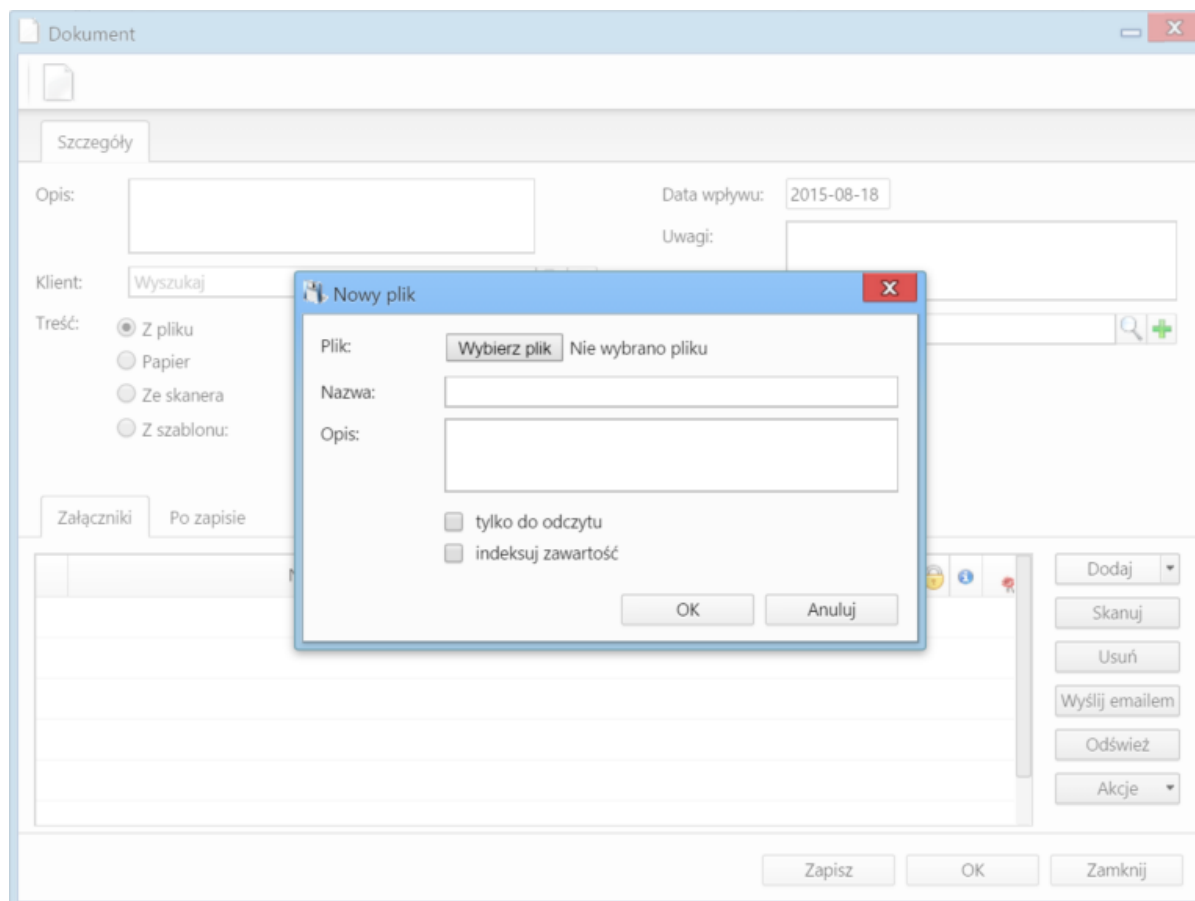 Dokument
Szczegóły
Opis:
Data wpływu: 2015-08-18
Uwagi:
Klient: Wyszukaj
Treść: Z pliku
Papier
Ze skanera
Z szablonu:
Nowy plik
Plik: Wybierz plik Nie wybrano pliku
Nazwa:
Opis:
tylko do odczytu
indeksuj zawartość
OK Anuluj
Załączniki Po zapisie
Dodaj
Skanuj
Usuń
Wyślij emailem
Odśwież
Akcje
Zapisz OK Zamknij